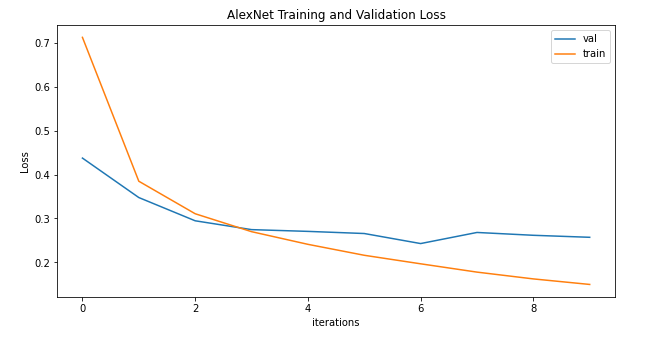 AlexNet Training and Validation Loss
val
train
0.7
0.6
0.5
0.4
0.3
0.2
Loss
0 2 4 6 8
iterations